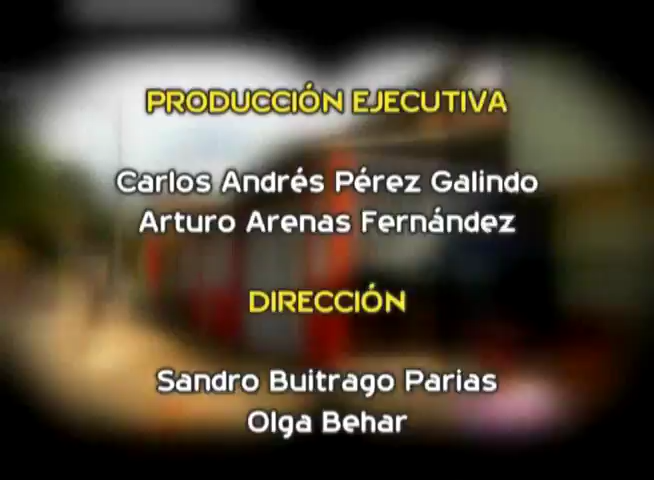 PRODUCCIÓN EJECUTIVA
Carlos Andrés Pérez Galindo
Arturo Arenas Fernández
DIRECCIÓN
Sandro Buitrago Parias
Olga Behar